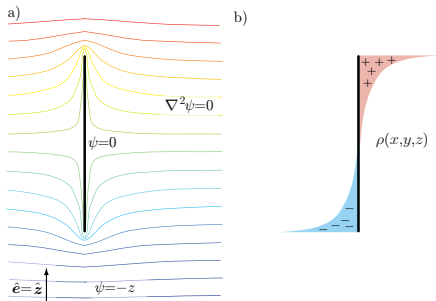 a)
b)
∇²ψ=0
ψ=0
ρ(x,y,z)
ê=ẑ
ψ=−z
+ + +
+
+
−
− −
− −